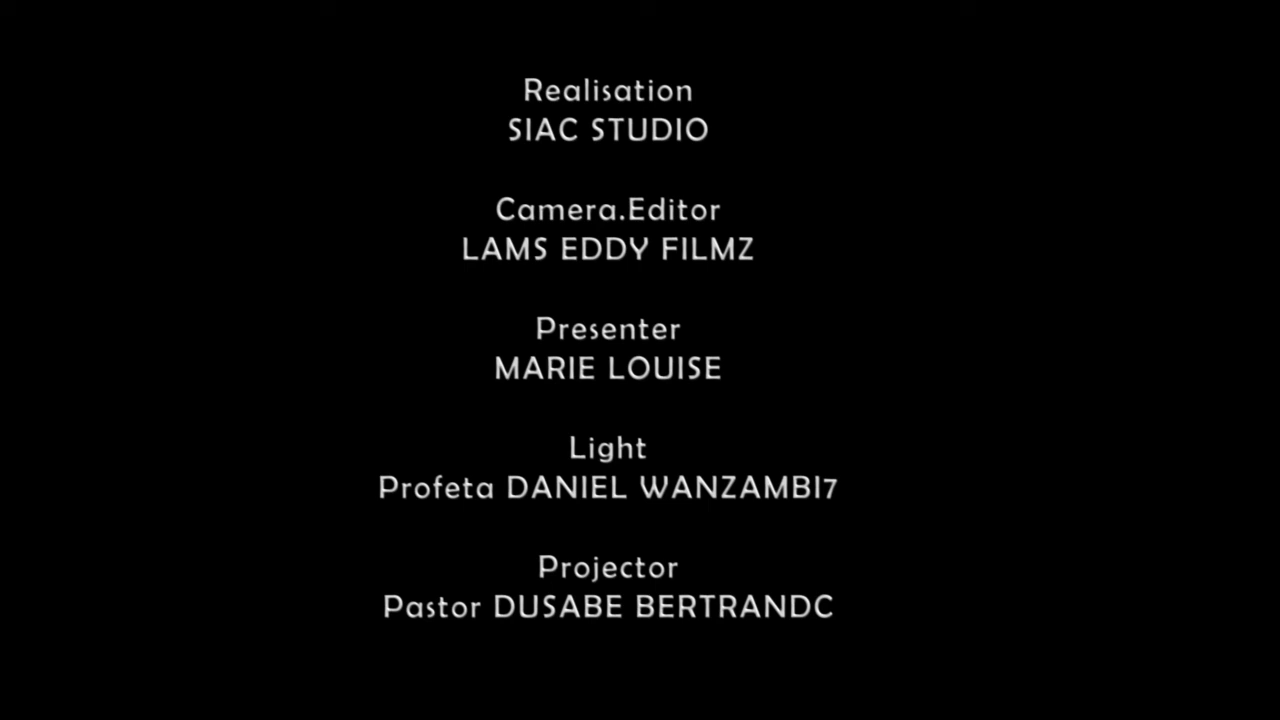 Realisation
SIAC STUDIO
Camera.Editor
LAMS EDDY FILMZ
Presenter
MARIE LOUISE
Light
Profeta DANIEL WANZAMBI7
Projector
Pastor DUSABE BERTRANDC